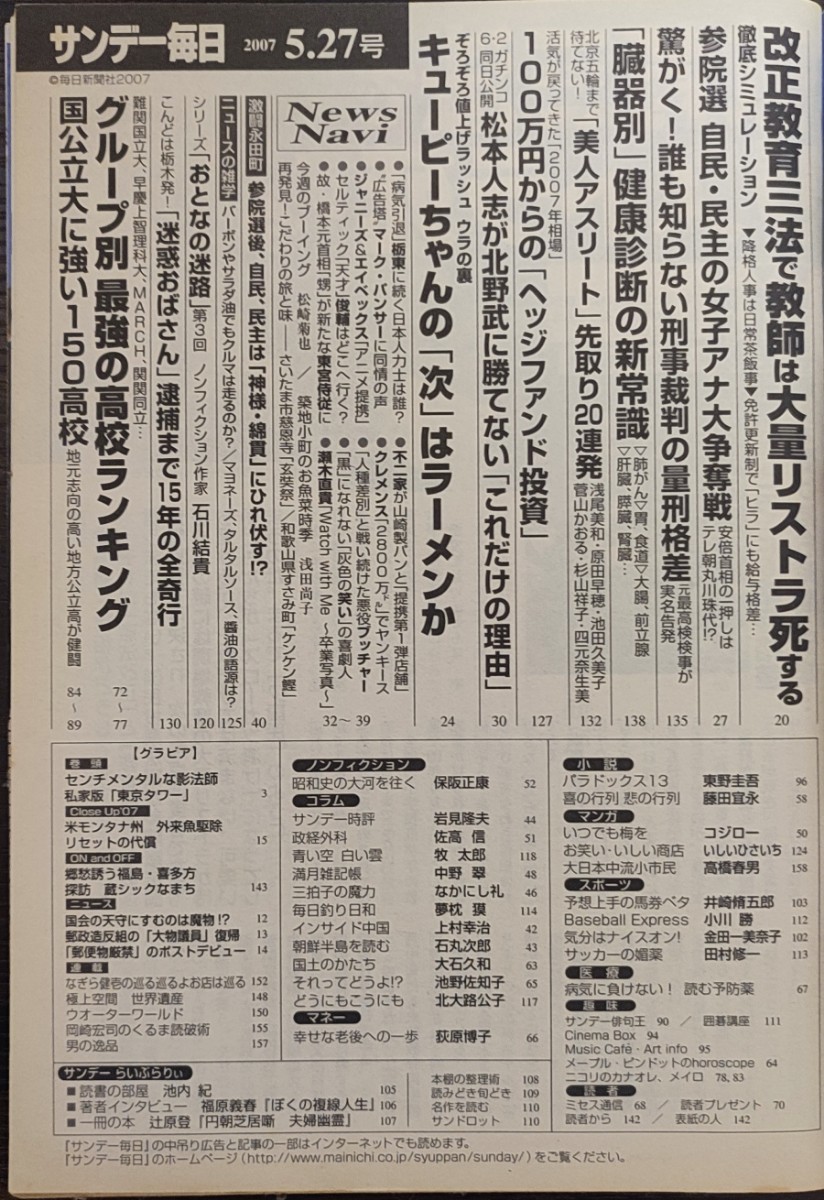 サンデー毎日 2007 5.27号
©毎日新聞社2007
改正教育三法で教師は大量リストラ死する
徹底シミュレーション ▼降格人事は日常茶飯事▼免許更新制で「ヒラ」にも給与格差… 20
参院選 自民・民主の女子アナ大争奪戦 安倍首相の一押しは
テレ朝丸川珠代!? 27
驚がく！誰も知らない刑事裁判の量刑格差 元最高検検事が
実名告発 135
「臓器別」健康診断の新常識 ▽肺がん▽胃、食道▽大腸、前立腺
▽肝臓、膵臓、腎臓… 138
北京五輪まで
待てない！ 「美人アスリート」先取り20連発 浅尾美和・原田早穂・池田久美子
菅山かおる・杉山祥子・四元奈生美 132
活気が戻ってきた「2007年相場」
100万円からの「ヘッジファンド投資」 127
6・2ガチンコ
同日公開 松本人志が北野武に勝てない「これだけの理由」 30
そろそろ値上げラッシュ ウラの裏
キューピーちゃんの「次」はラーメンか 24
News
Navi
●「病気引退」栃東に続く日本人力士は誰？
●“広告塔”マーク・パンサーに同情の声
●ジャニーズ＆エイベックス「アニメ提携」
●セルティック「天才」俊輔はどこへ行く？
●故・橋本元首相「甥」が新たな東宮侍従に
●不二家が山崎製パンと「提携第1弾店舗」
●クレメンス「2800万㌦」でヤンキース
●「人種差別」と戦い続けた悪役ブッチャー
●「黒」になれない「灰色の笑い」の喜劇人
●瀬木直貴「Watch with Me ～卒業写真～」
今週のブーイング 松崎菊也 ／ 築地小町のお魚菜時季 浅田尚子
再発見！こだわりの旅と味――さいたま市慈恩寺「玄奘祭」／和歌山県すさみ町「ケンケン鰹」
32～39
激闘永田町 参院選後、自民、民主は「神様・綿貫」にひれ伏す!? 40
ニュースの雑学 バーボンやサラダ油でもクルマは走るのか？／マヨネーズ、タルタルソース、醤油の語源は？ 125
シリーズ「おとなの迷路」第3回 ノンフィクション作家 石川結貴 120
こんどは栃木発！「迷惑おばさん」逮捕まで15年の全奇行 130
難関国立大、早慶上智理科大、MARCH、関関同立…
グループ別 最強の高校ランキング 72～77
国公立大に強い150高校 地元志向の高い地方公立高が健闘 84～89
【グラビア】
巻頭
センチメンタルな影法師
私家版「東京タワー」 3
Close Up'07
米モンタナ州 外来魚駆除
リセットの代償 15
ON and OFF
郷愁誘う福島・喜多方
探訪 蔵シックなまち 143
ニュース
国会の天守にすむのは魔物!? 12
郵政造反組の「大物議員」復帰 13
「郵便物厳禁」のポストデビュー 14
連載
なぎら健壱の巡る巡るよお店は巡る 152
極上空間 世界遺産 148
ウオーターワールド 150
岡崎宏司のくるま読破術 155
男の逸品 157
ノンフィクション
昭和史の大河を往く 保阪正康 52
コラム
サンデー時評 岩見隆夫 44
政経外科 佐高 信 51
青い空 白い雲 牧 太郎 118
満月雑記帳 中野 翠 48
三拍子の魔力 なかにし礼 46
毎日釣り日和 夢枕 獏 114
インサイド中国 上村幸治 42
朝鮮半島を読む 石丸次郎 43
国土のかたち 大石久和 63
それってどうよ!? 池野佐知子 65
どうにもこうにも 北大路公子 117
マネー
幸せな老後への一歩 荻原博子 66
小説
パラドックス13 東野圭吾 96
喜の行列 悲の行列 藤田宜永 58
マンガ
いつでも梅を コジロー 50
お笑い・いしい商店 いしいひさいち 124
大日本中流小市民 高橋春男 158
スポーツ
予想上手の馬券ベタ 井崎脩五郎 103
Baseball Express 小川 勝 112
気分はナイスオン！ 金田一美奈子 102
サッカーの媚薬 田村修一 113
医療
病気に負けない！ 読む予防薬 67
趣味
サンデー俳句王 90 ／ 囲碁講座 111
Cinema Box 94
Music Café・Art info 95
メープル・ビンドットのhoroscope 64
ニコリのカナオレ、メイロ 78, 83
読者
ミセス通信 68 ／ 読者プレゼント 70
読者から 142 ／ 表紙の人 142
サンデー らいぶらりぃ
■読書の部屋 池内 紀 105
■著者インタビュー 福原義春『ぼくの複線人生』 106
■一冊の本 辻原登『円朝芝居噺 夫婦幽霊』 107
本棚の整理術 108
読みどき旬どき 109
名作を読む 110
サンドロット 110
「サンデー毎日」の中吊り広告と記事の一部はインターネットでも読めます。
「サンデー毎日」のホームページ（http://www.mainichi.co.jp/syuppan/sunday/）をご覧ください。